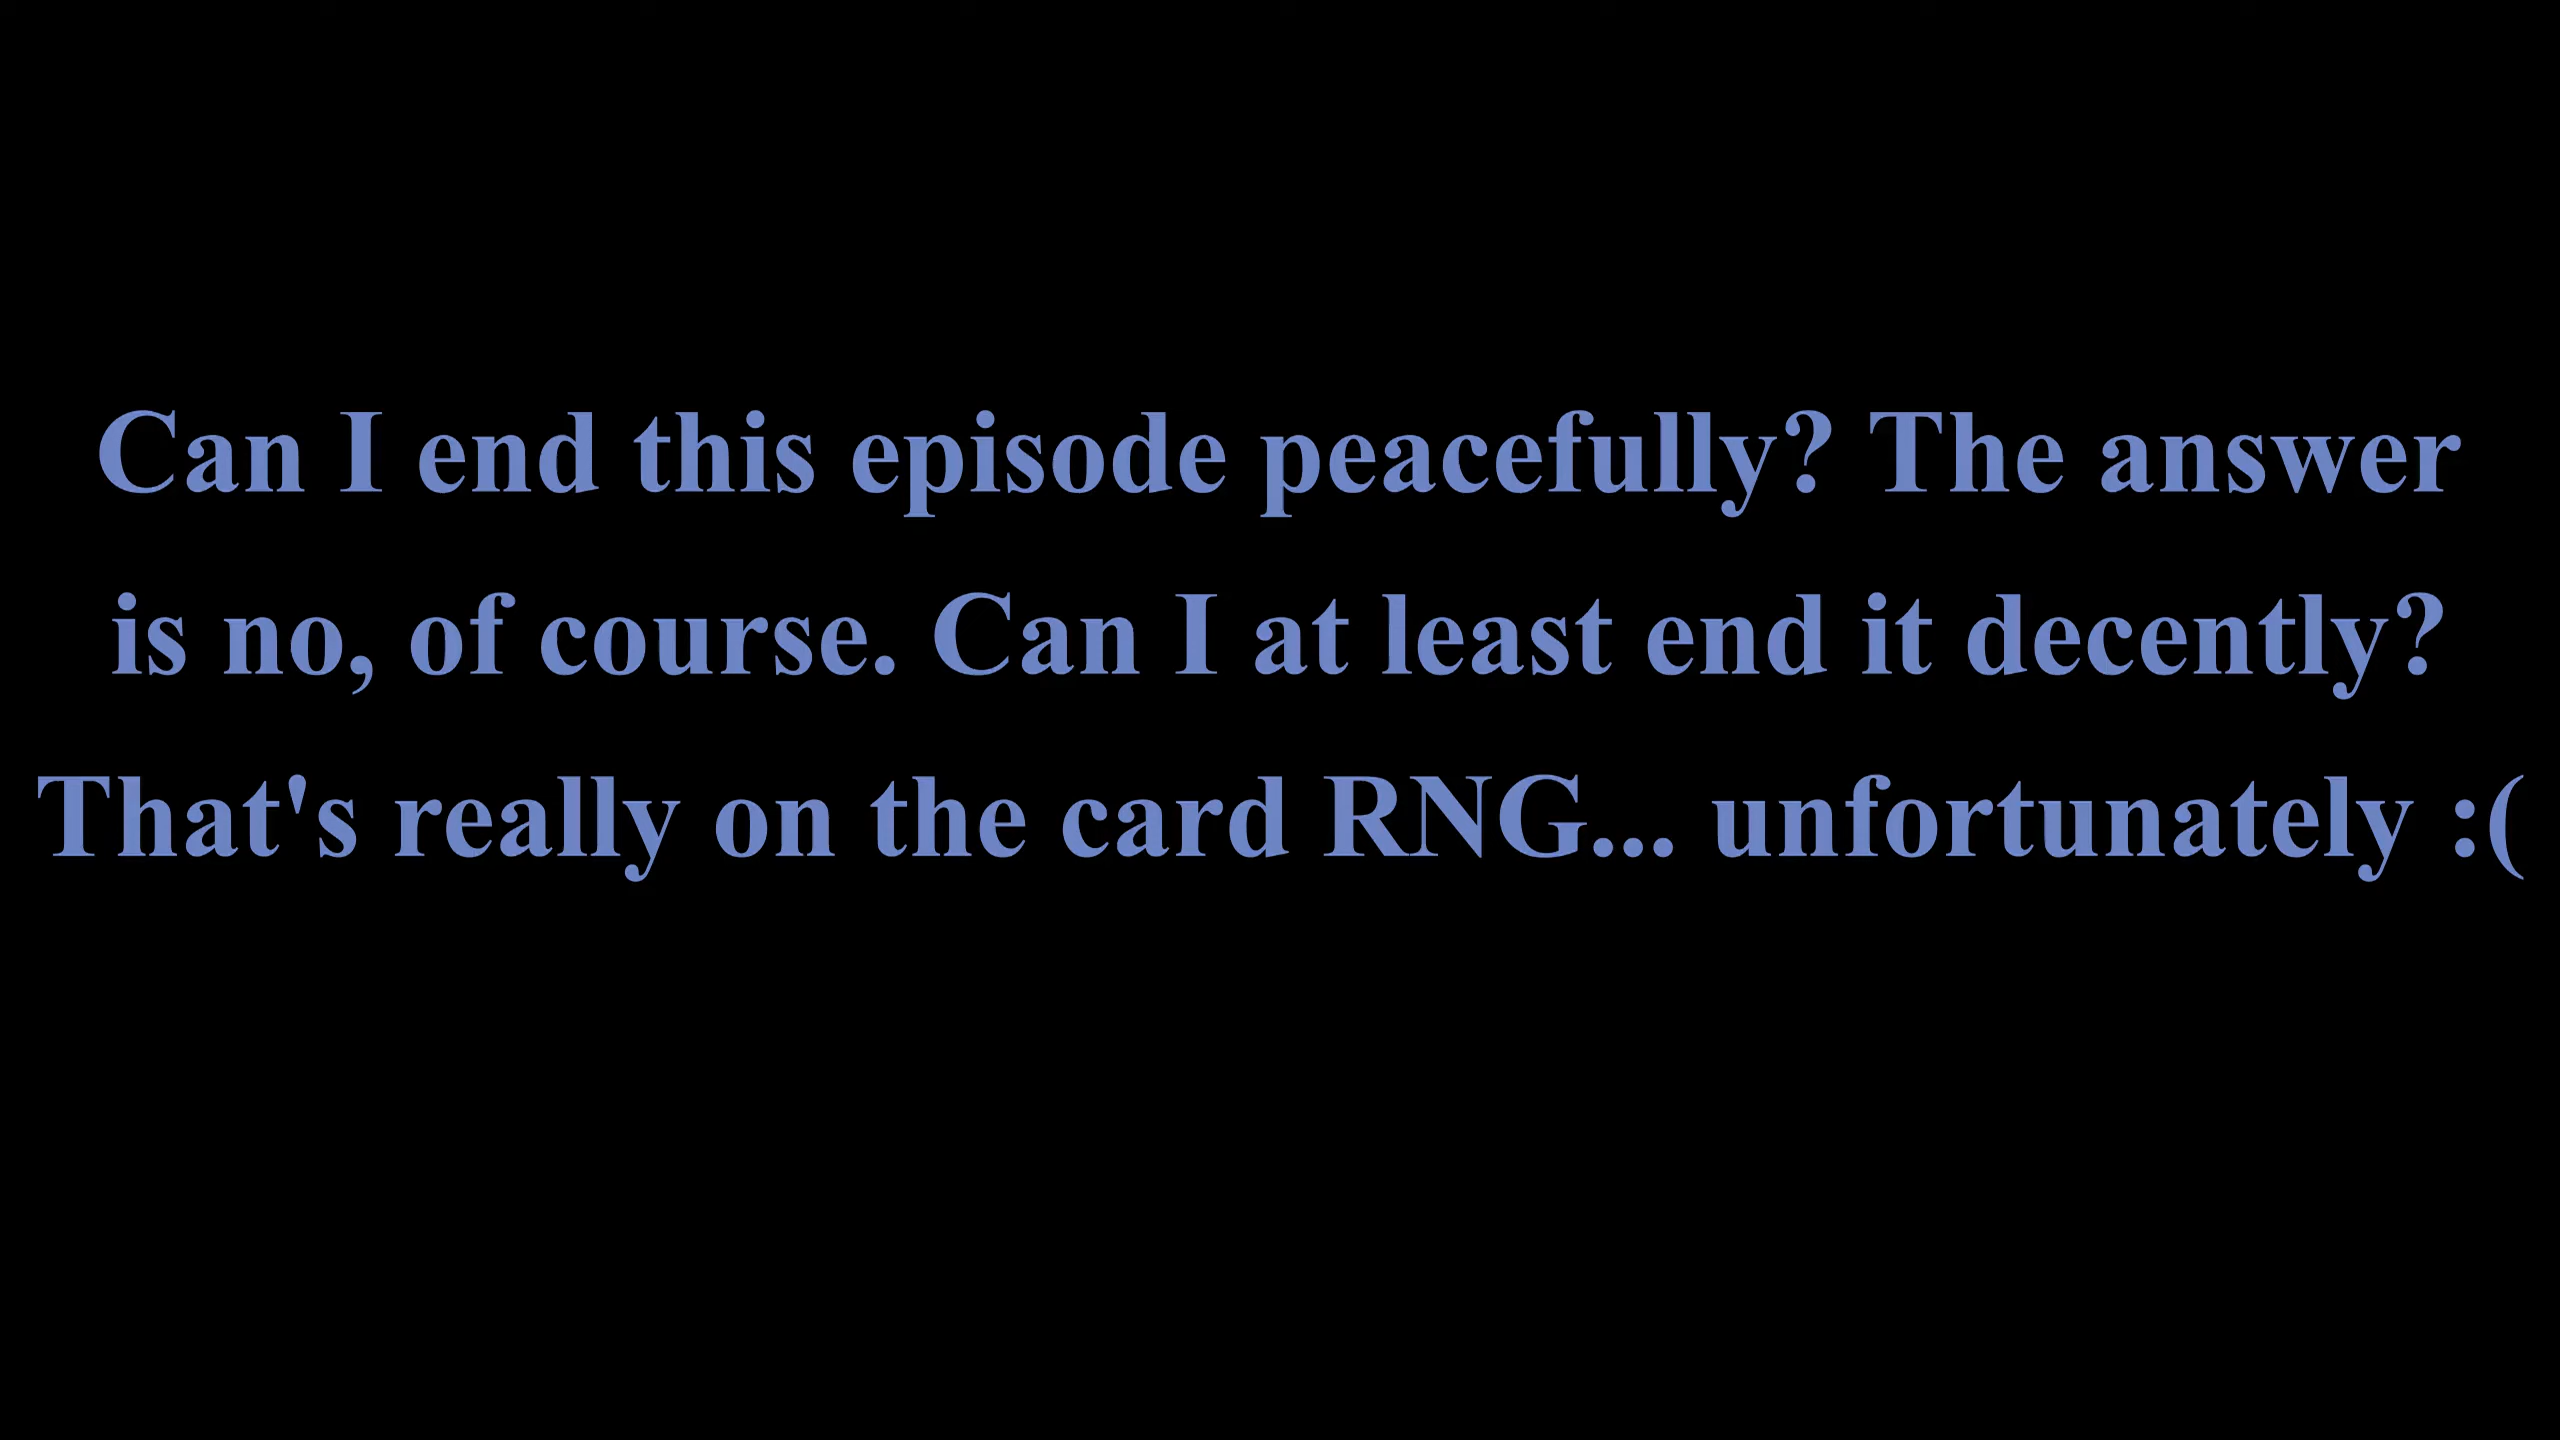 Can I end this episode peacefully? The answer
is no, of course. Can I at least end it decently?
That's really on the card RNG... unfortunately :(